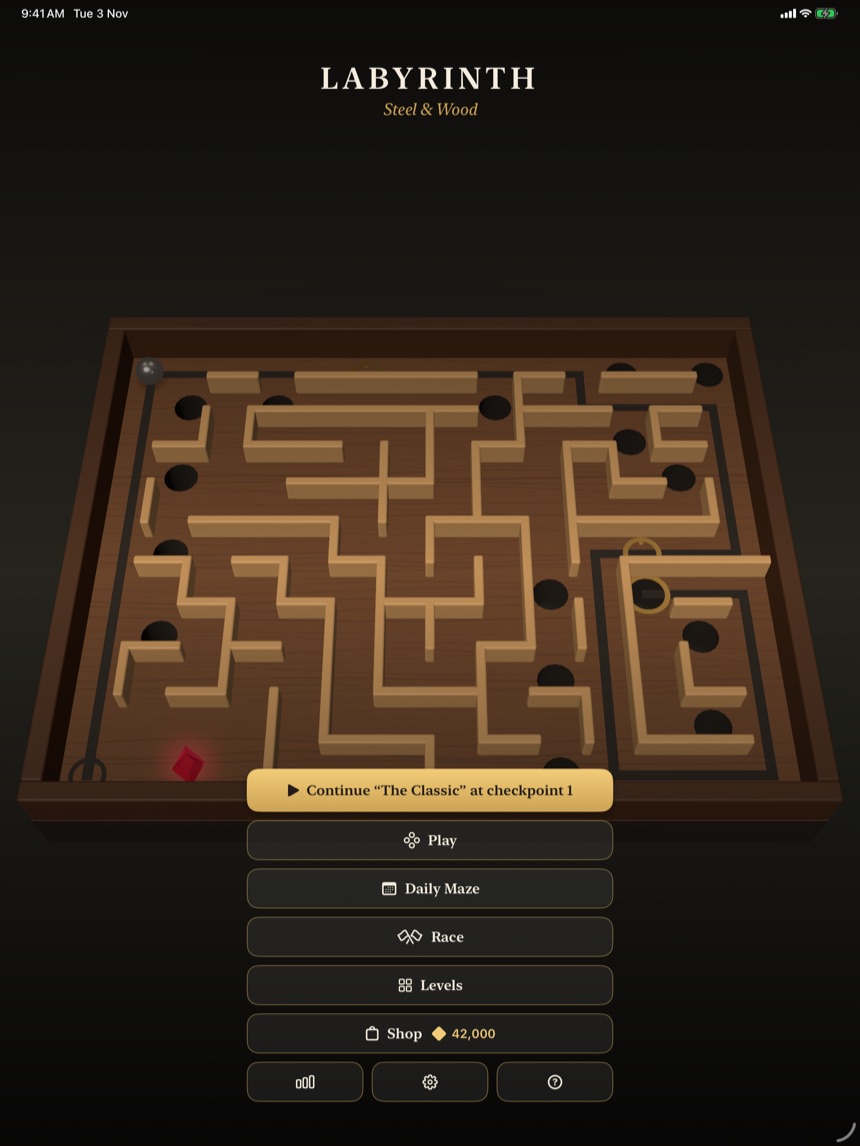 9:41 AM Tue 3 Nov
LABYRINTH
Steel & Wood
Continue “The Classic” at checkpoint 1
Play
Daily Maze
Race
Levels
Shop 42,000